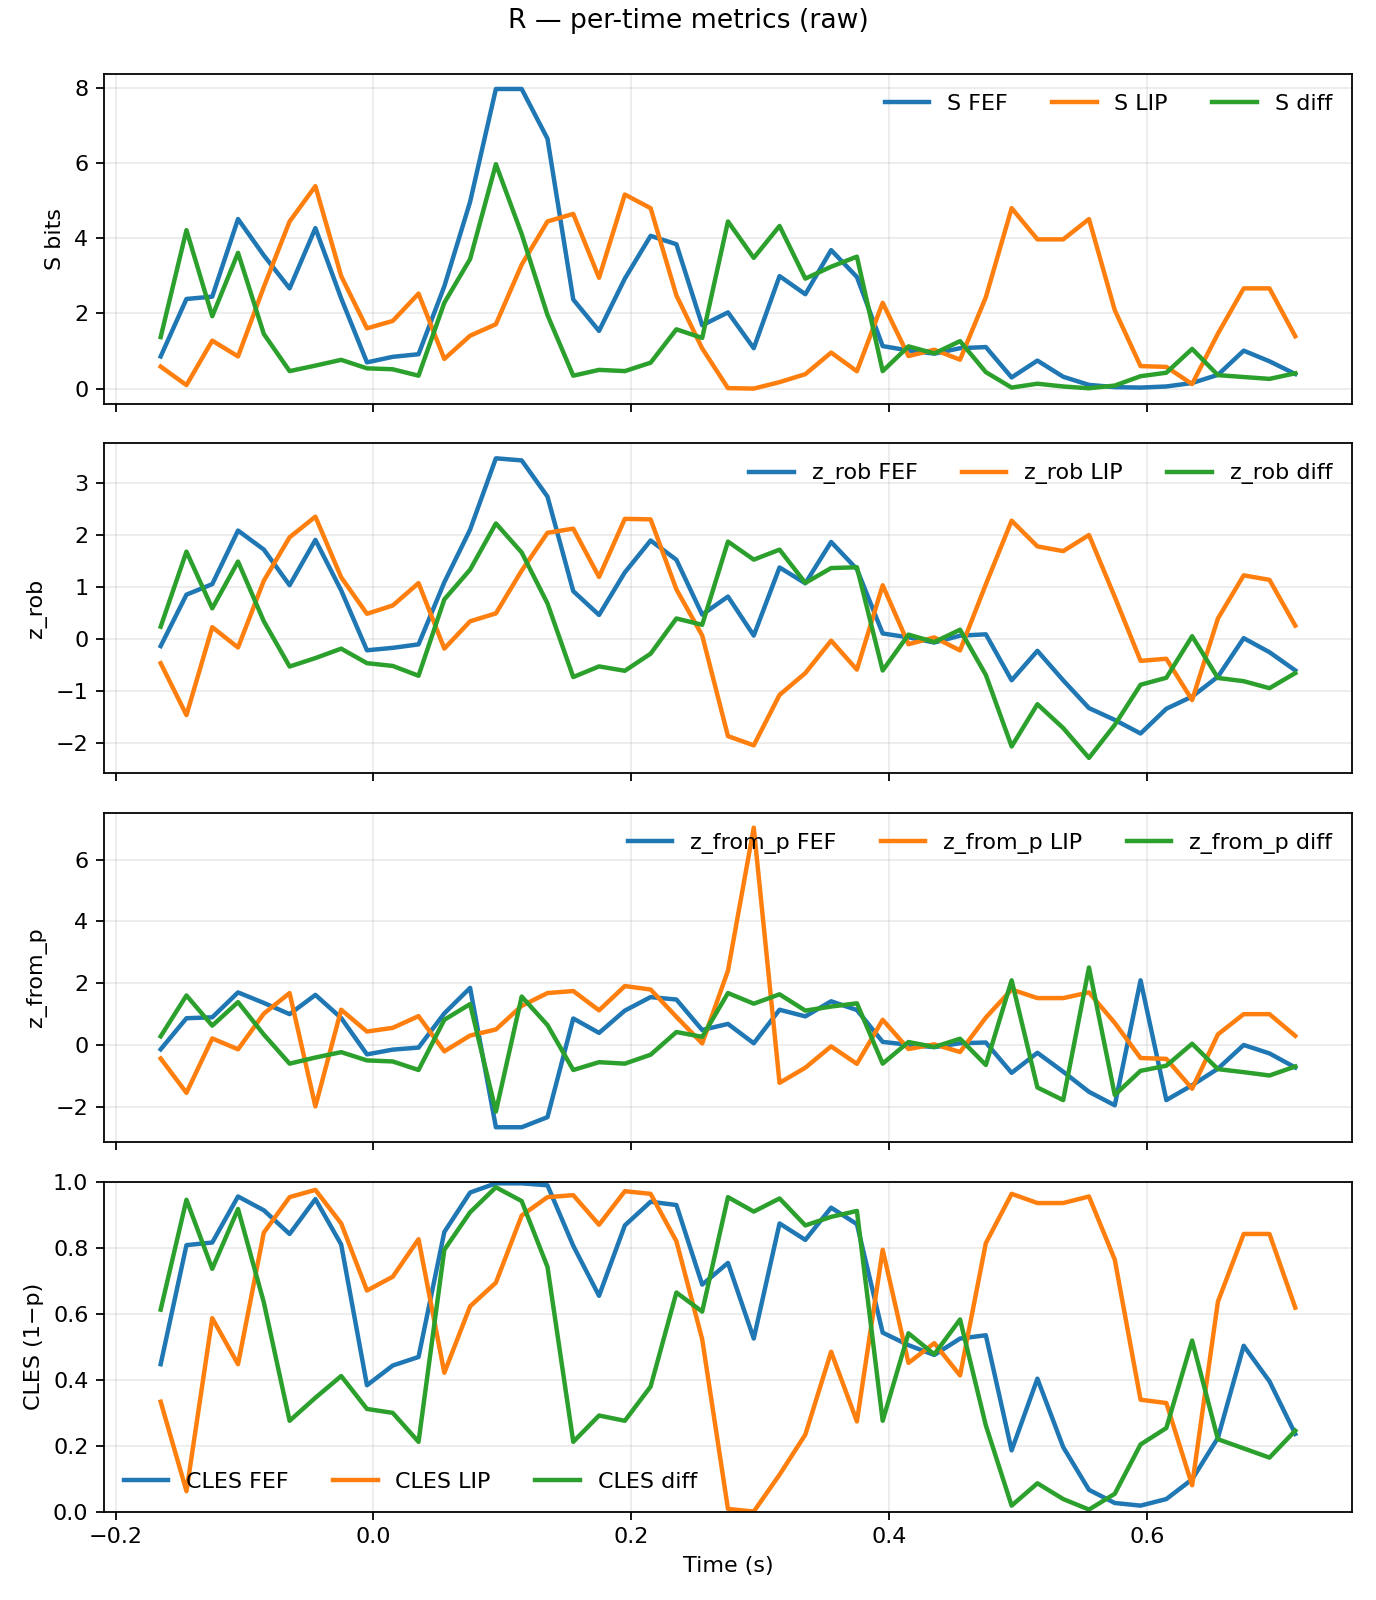 R — per-time metrics (raw)
S FEF S LIP S diff
8
6
4
2
0
S bits
z_rob FEF z_rob LIP z_rob diff
3
2
1
0
−1
−2
z_rob
z_from_p FEF z_from_p LIP z_from_p diff
6
4
2
0
−2
z_from_p
1.0
0.8
0.6
0.4
0.2
0.0
CLES (1−p)
CLES FEF CLES LIP CLES diff
−0.2 0.0 0.2 0.4 0.6
Time (s)